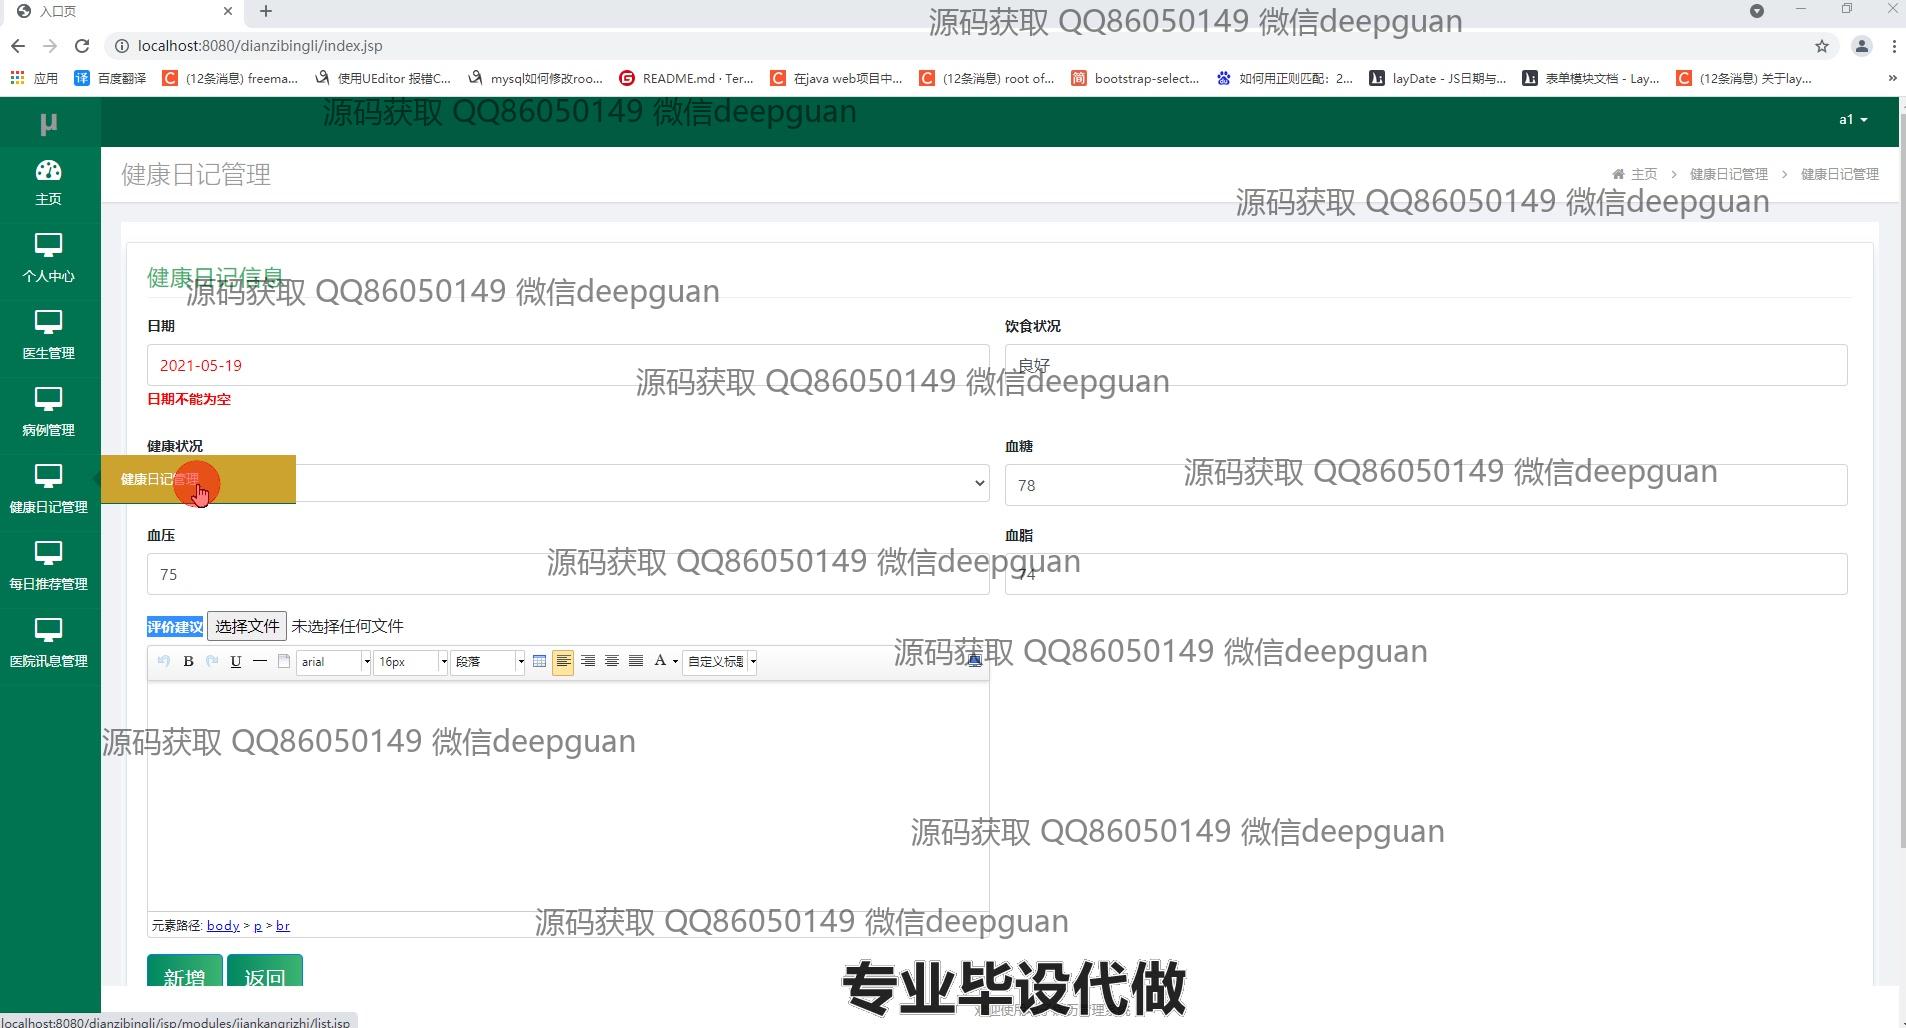 入口页
源码获取 QQ86050149 微信deepguan
localhost:8080/dianzibingli/index.jsp
应用 百度翻译 (12条消息) freema... 使用UEditor 报错C... mysql如何修改roo... README.md · Ter... 在java web项目中... (12条消息) root of... bootstrap-select... 如何用正则匹配：2... layDate - JS日期与... 表单模块文档 - Lay... (12条消息) 关于lay... »
源码获取 QQ86050149 微信deepguan
μ
a1
主页
个人中心
医生管理
病例管理
健康日记管理
每日推荐管理
医院讯息管理
健康日记管理
主页 > 健康日记管理 > 健康日记管理
源码获取 QQ86050149 微信deepguan
健康日记信息
源码获取 QQ86050149 微信deepguan
日期
饮食状况
2021-05-19
良好
源码获取 QQ86050149 微信deepguan
日期不能为空
健康状况
血糖
健康日记管理
78
源码获取 QQ86050149 微信deepguan
血压
血脂
75
74
源码获取 QQ86050149 微信deepguan
评价建议 选择文件 未选择任何文件
源码获取 QQ86050149 微信deepguan
B U arial 16px 段落 A 自定义标题
源码获取 QQ86050149 微信deepguan
源码获取 QQ86050149 微信deepguan
元素路径: body > p > br
源码获取 QQ86050149 微信deepguan
新增 返回
专业毕设代做
localhost:8080/dianzibingli/jsp/modules/jiankangrizhi/list.jsp